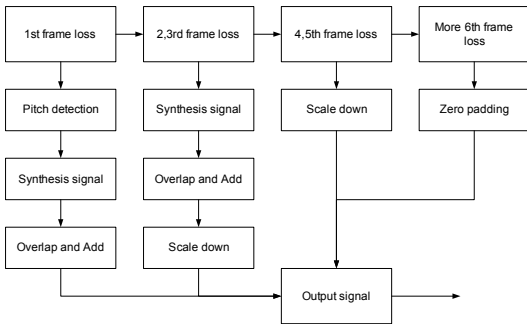 1st frame loss
2,3rd frame loss
4,5th frame loss
More 6th frame
loss
Pitch detection
Synthesis signal
Scale down
Zero padding
Synthesis signal
Overlap and Add
Overlap and Add
Scale down
Output signal